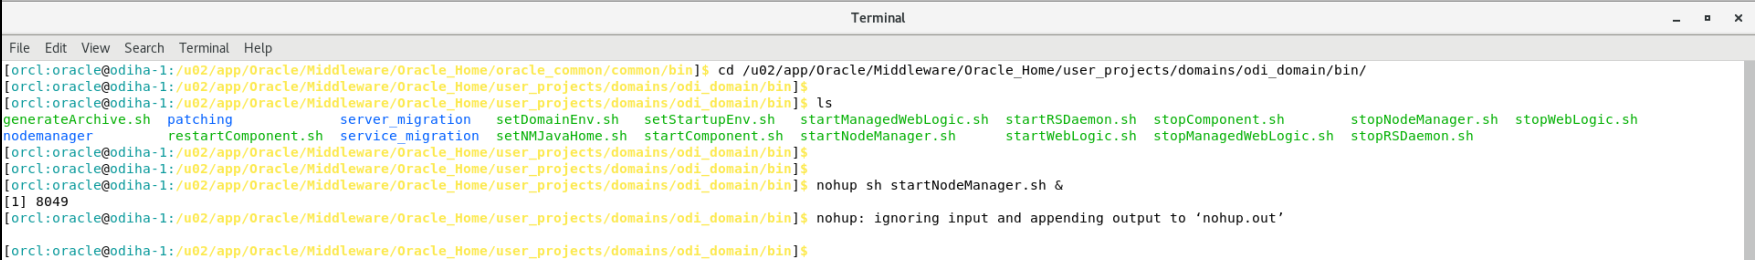 Terminal
File Edit View Search Terminal Help
[orcl:oracle@odiha-1:/u02/app/Oracle/Middleware/Oracle_Home/oracle_common/common/bin]$ cd /u02/app/Oracle/Middleware/Oracle_Home/user_projects/domains/odi_domain/bin/
[orcl:oracle@odiha-1:/u02/app/Oracle/Middleware/Oracle_Home/user_projects/domains/odi_domain/bin]$
[orcl:oracle@odiha-1:/u02/app/Oracle/Middleware/Oracle_Home/user_projects/domains/odi_domain/bin]$ ls
generateArchive.sh patching server_migration setDomainEnv.sh setStartupEnv.sh startManagedWebLogic.sh startRSDaemon.sh stopComponent.sh stopNodeManager.sh stopWebLogic.sh
nodemanager restartComponent.sh service_migration setNMJavaHome.sh startComponent.sh startNodeManager.sh startWebLogic.sh stopManagedWebLogic.sh stopRSDaemon.sh
[orcl:oracle@odiha-1:/u02/app/Oracle/Middleware/Oracle_Home/user_projects/domains/odi_domain/bin]$
[orcl:oracle@odiha-1:/u02/app/Oracle/Middleware/Oracle_Home/user_projects/domains/odi_domain/bin]$
[orcl:oracle@odiha-1:/u02/app/Oracle/Middleware/Oracle_Home/user_projects/domains/odi_domain/bin]$ nohup sh startNodeManager.sh &
[1] 8049
[orcl:oracle@odiha-1:/u02/app/Oracle/Middleware/Oracle_Home/user_projects/domains/odi_domain/bin]$ nohup: ignoring input and appending output to ‘nohup.out’
[orcl:oracle@odiha-1:/u02/app/Oracle/Middleware/Oracle_Home/user_projects/domains/odi_domain/bin]$